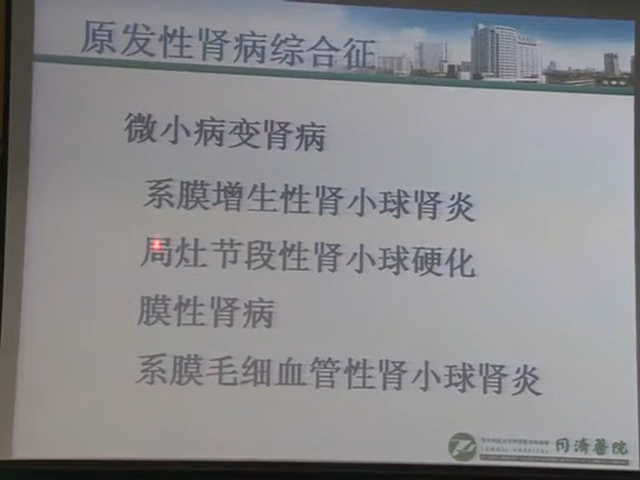 原发性肾病综合征
微小病变肾病
系膜增生性肾小球肾炎
局灶节段性肾小球硬化
膜性肾病
系膜毛细血管性肾小球肾炎
同濟醫院